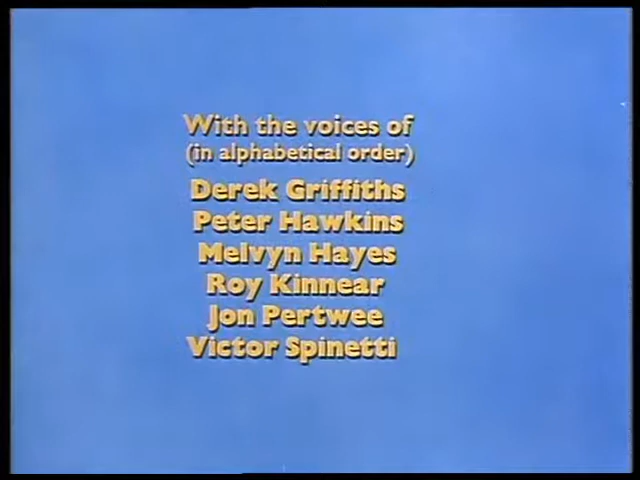 With the voices of
(in alphabetical order)
Derek Griffiths
Peter Hawkins
Melvyn Hayes
Roy Kinnear
Jon Pertwee
Victor Spinetti